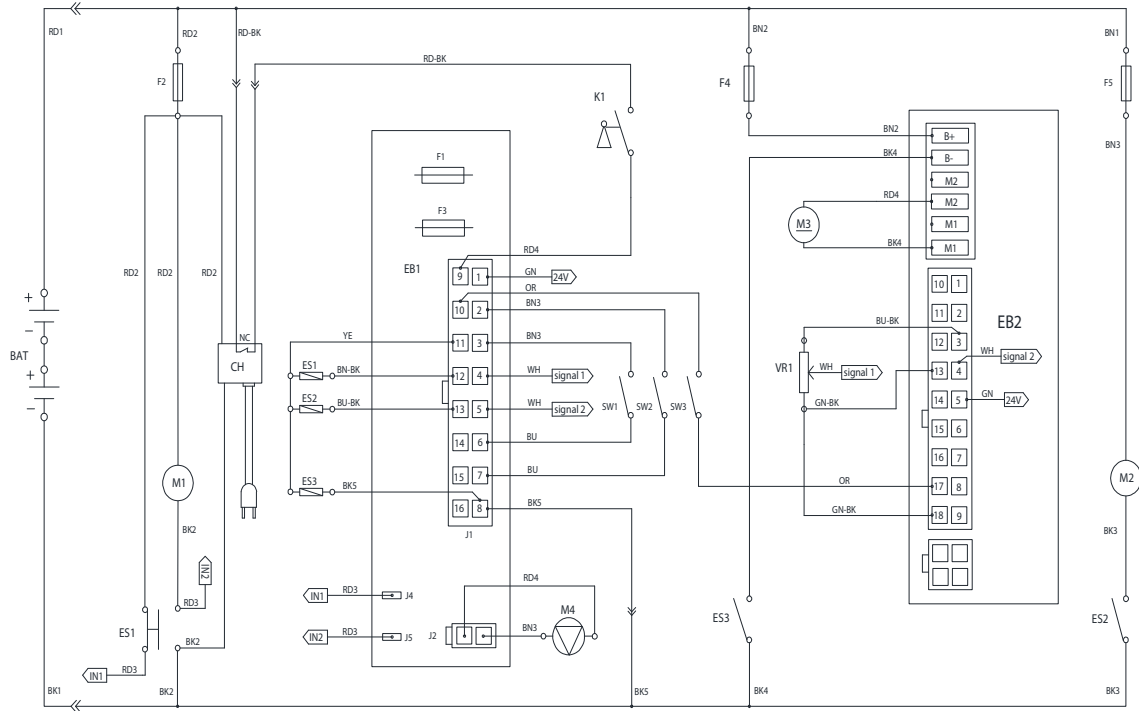 RD1
RD2
RD-BK
BN2
BN1
F2
RD-BK
K1
F4
F5
F1
F3
EB1
RD4
BN2
BK4
B+
B-
M2
M2
M1
M1
RD4
BK4
M3
BN3
RD2
RD2
RD2
9 1
10 2
11 3
12 4
13 5
14 6
15 7
16 8
J1
GN
24V
OR
BN3
BN3
WH
signal 1
WH
signal 2
BU
BU
BK5
YE
ES1
BN-BK
ES2
BU-BK
ES3
BK5
SW1
SW2
SW3
+
−
BAT
+
−
NC
CH
M1
BK2
EB2
10 1
11 2
12 3
13 4
14 5
15 6
16 7
17 8
18 9
BU-BK
WH
signal 2
VR1
WH
signal 1
GN
24V
GN-BK
OR
GN-BK
M2
BK3
IN2
RD3
ES1
BK2
IN1
RD3
IN1
RD3
J4
IN2
RD3
J5
J2
RD4
BN3
M4
ES3
ES2
BK1
BK2
BK5
BK4
BK3